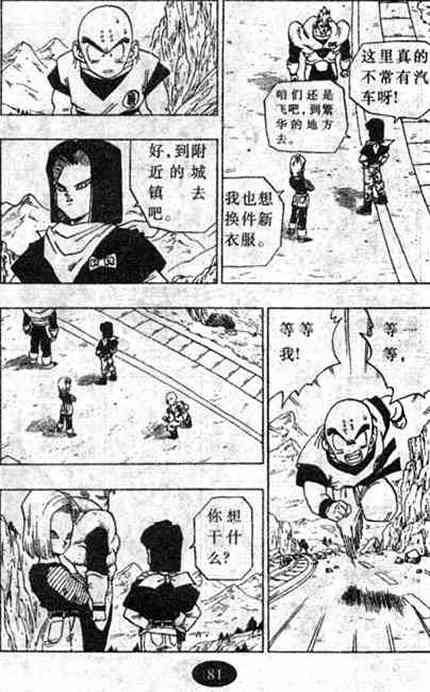 这里真的
不常有汽
车呀!
咱们还是
飞吧,到繁
华的地方
去。
我也想
换件新
衣服。
好,到附
近的城
镇去
吧。
等一
等,
等等
我!
你想
干什
么?
81